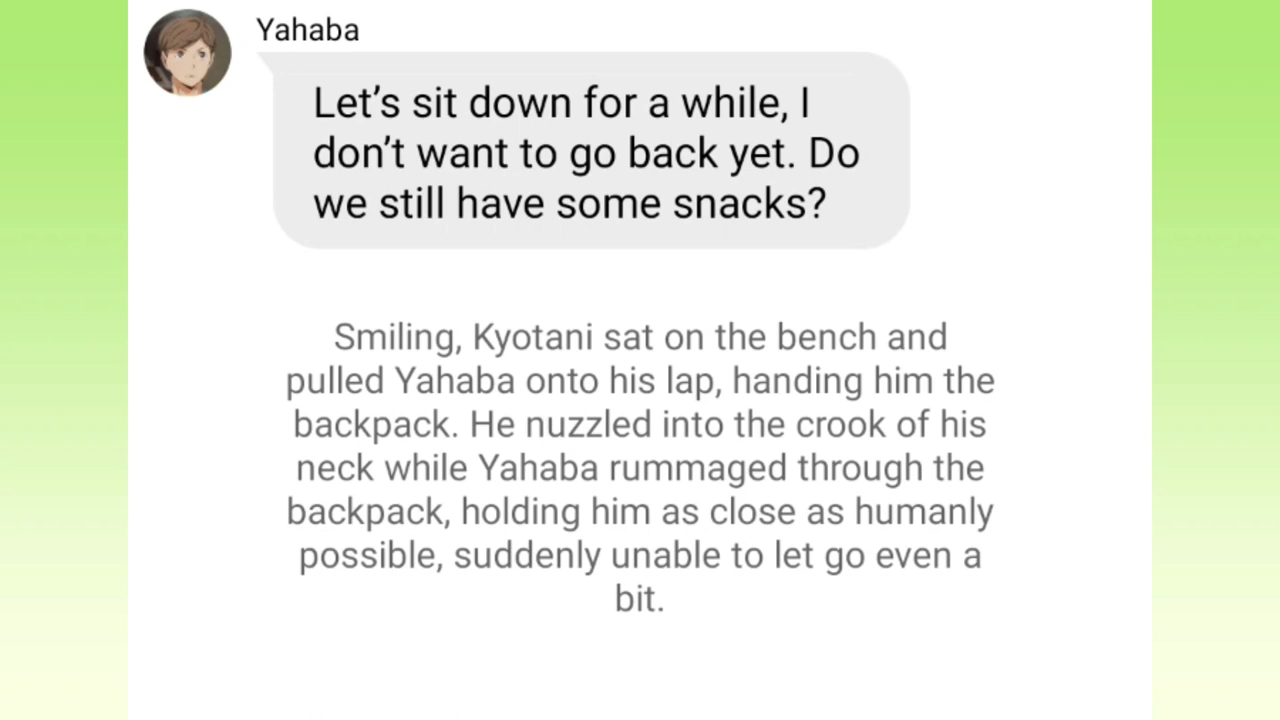 Yahaba
Let’s sit down for a while, I
don’t want to go back yet. Do
we still have some snacks?
Smiling, Kyotani sat on the bench and
pulled Yahaba onto his lap, handing him the
backpack. He nuzzled into the crook of his
neck while Yahaba rummaged through the
backpack, holding him as close as humanly
possible, suddenly unable to let go even a
bit.